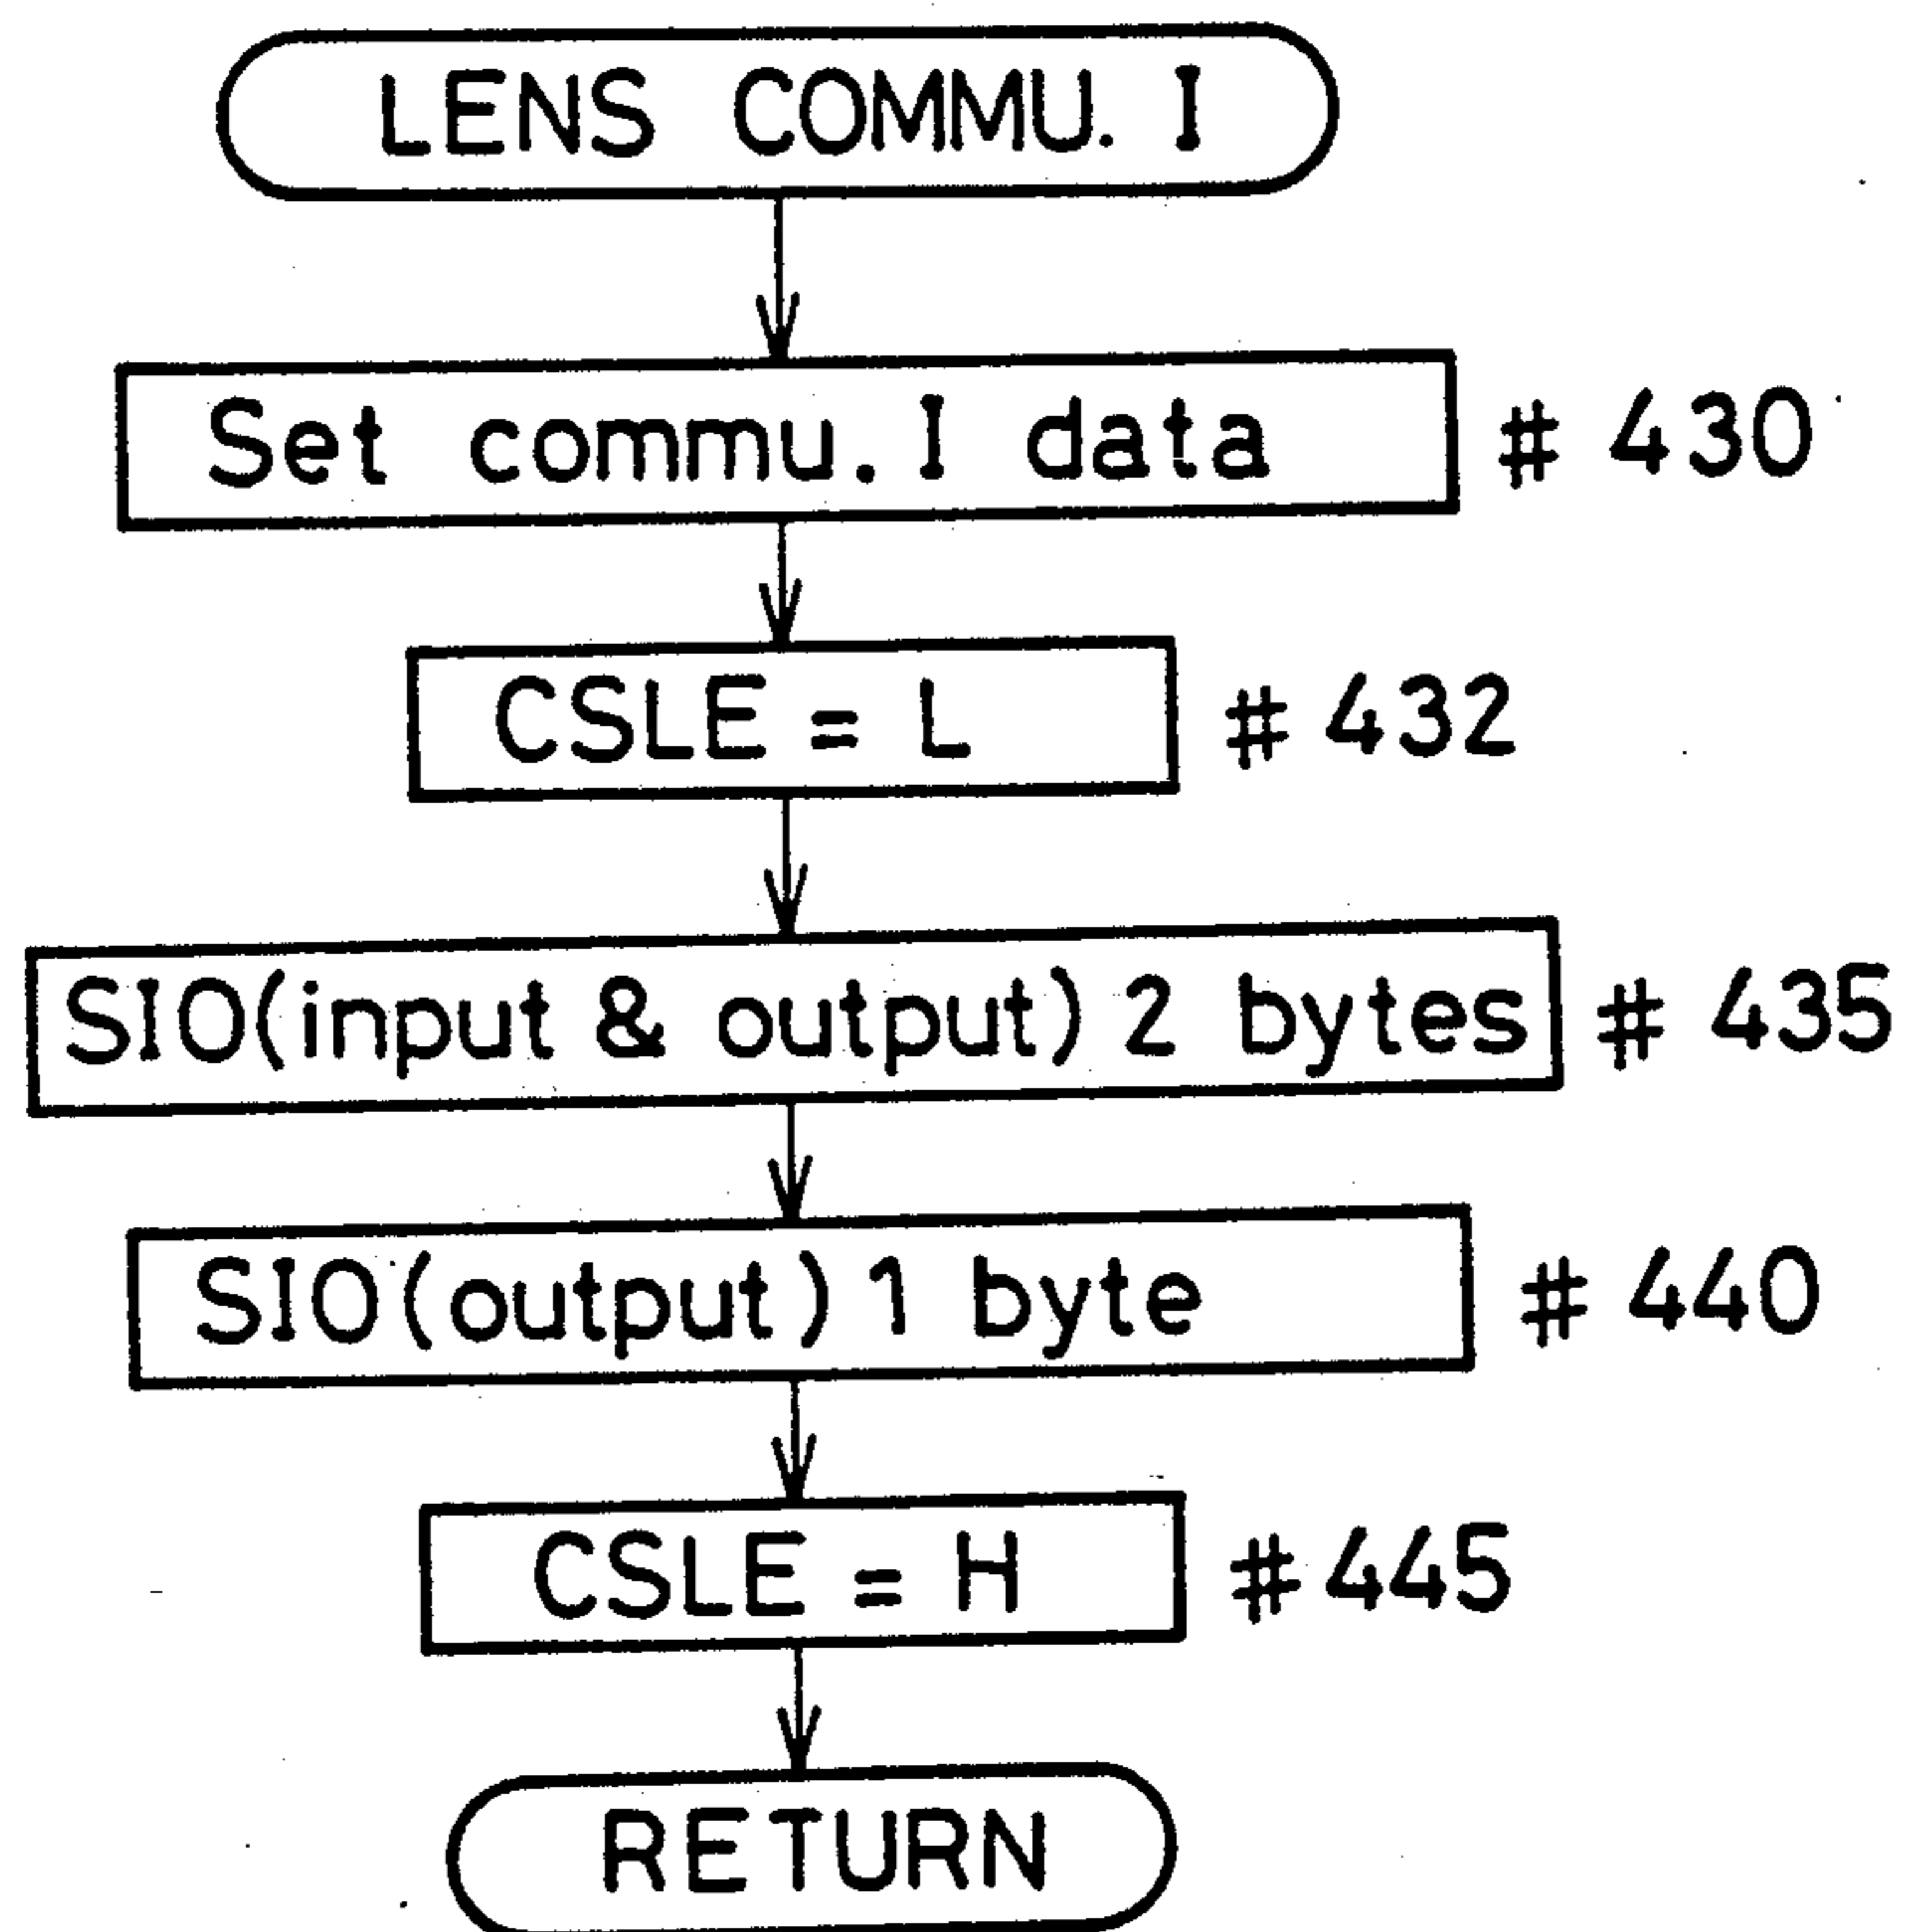 LENS COMMU. I
Set commu. I data # 430
CSLE = L # 432
SIO(input & output) 2 bytes # 435
SIO(output) 1 byte # 440
CSLE = H # 445
RETURN